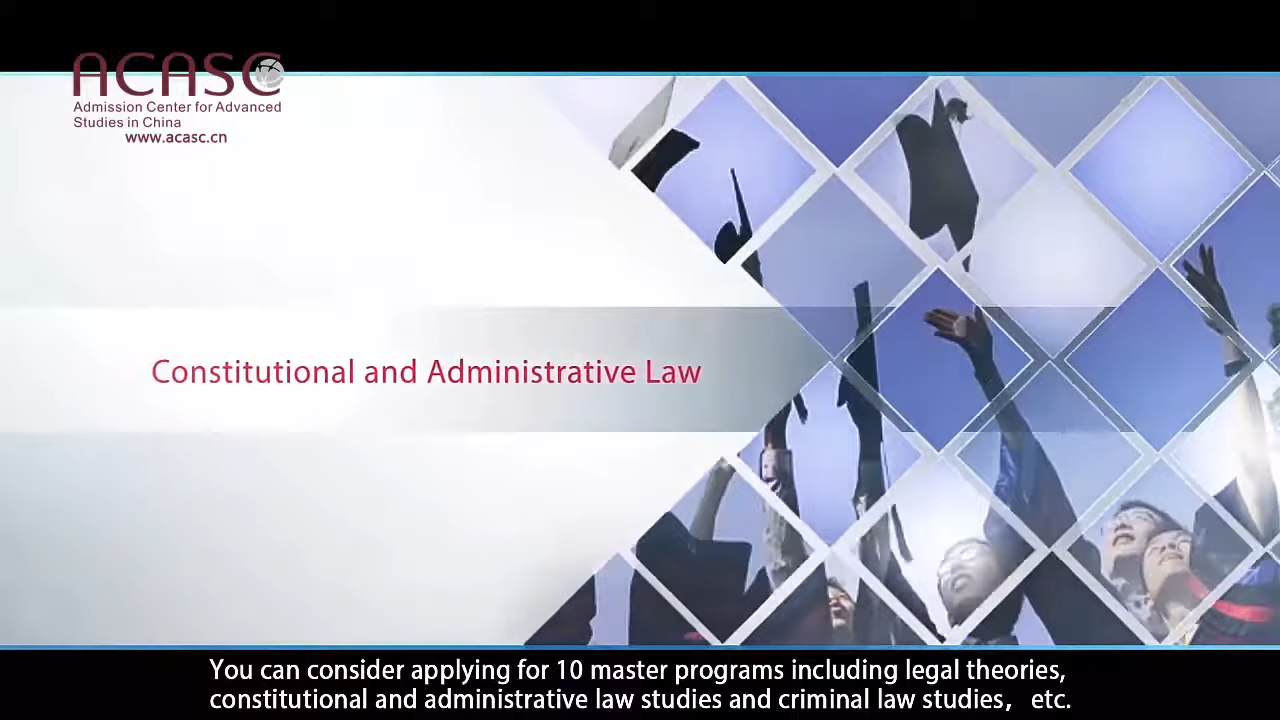 ACASC
Admission Center for Advanced
Studies in China
www.acasc.cn
Constitutional and Administrative Law
You can consider applying for 10 master programs including legal theories,
constitutional and administrative law studies and criminal law studies, etc.